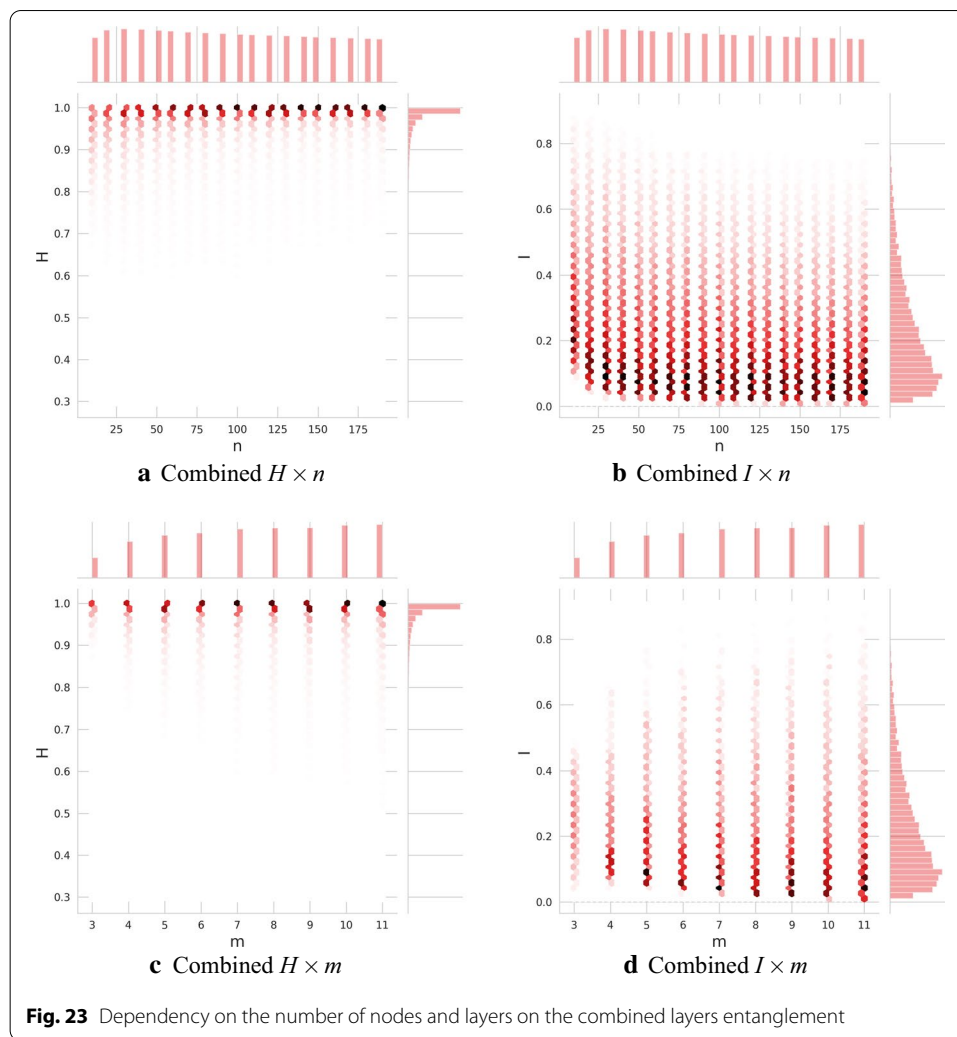 1.0
0.9
0.8
0.7
0.6
0.5
0.4
0.3
H
25 50 75 100 125 150 175
n
a Combined H × n
0.8
0.6
0.4
0.2
0.0
I
25 50 75 100 125 150 175
n
b Combined I × n
1.0
0.9
0.8
0.7
0.6
0.5
0.4
0.3
H
3 4 5 6 7 8 9 10 11
m
c Combined H × m
0.8
0.6
0.4
0.2
0.0
I
3 4 5 6 7 8 9 10 11
m
d Combined I × m
Fig. 23 Dependency on the number of nodes and layers on the combined layers entanglement